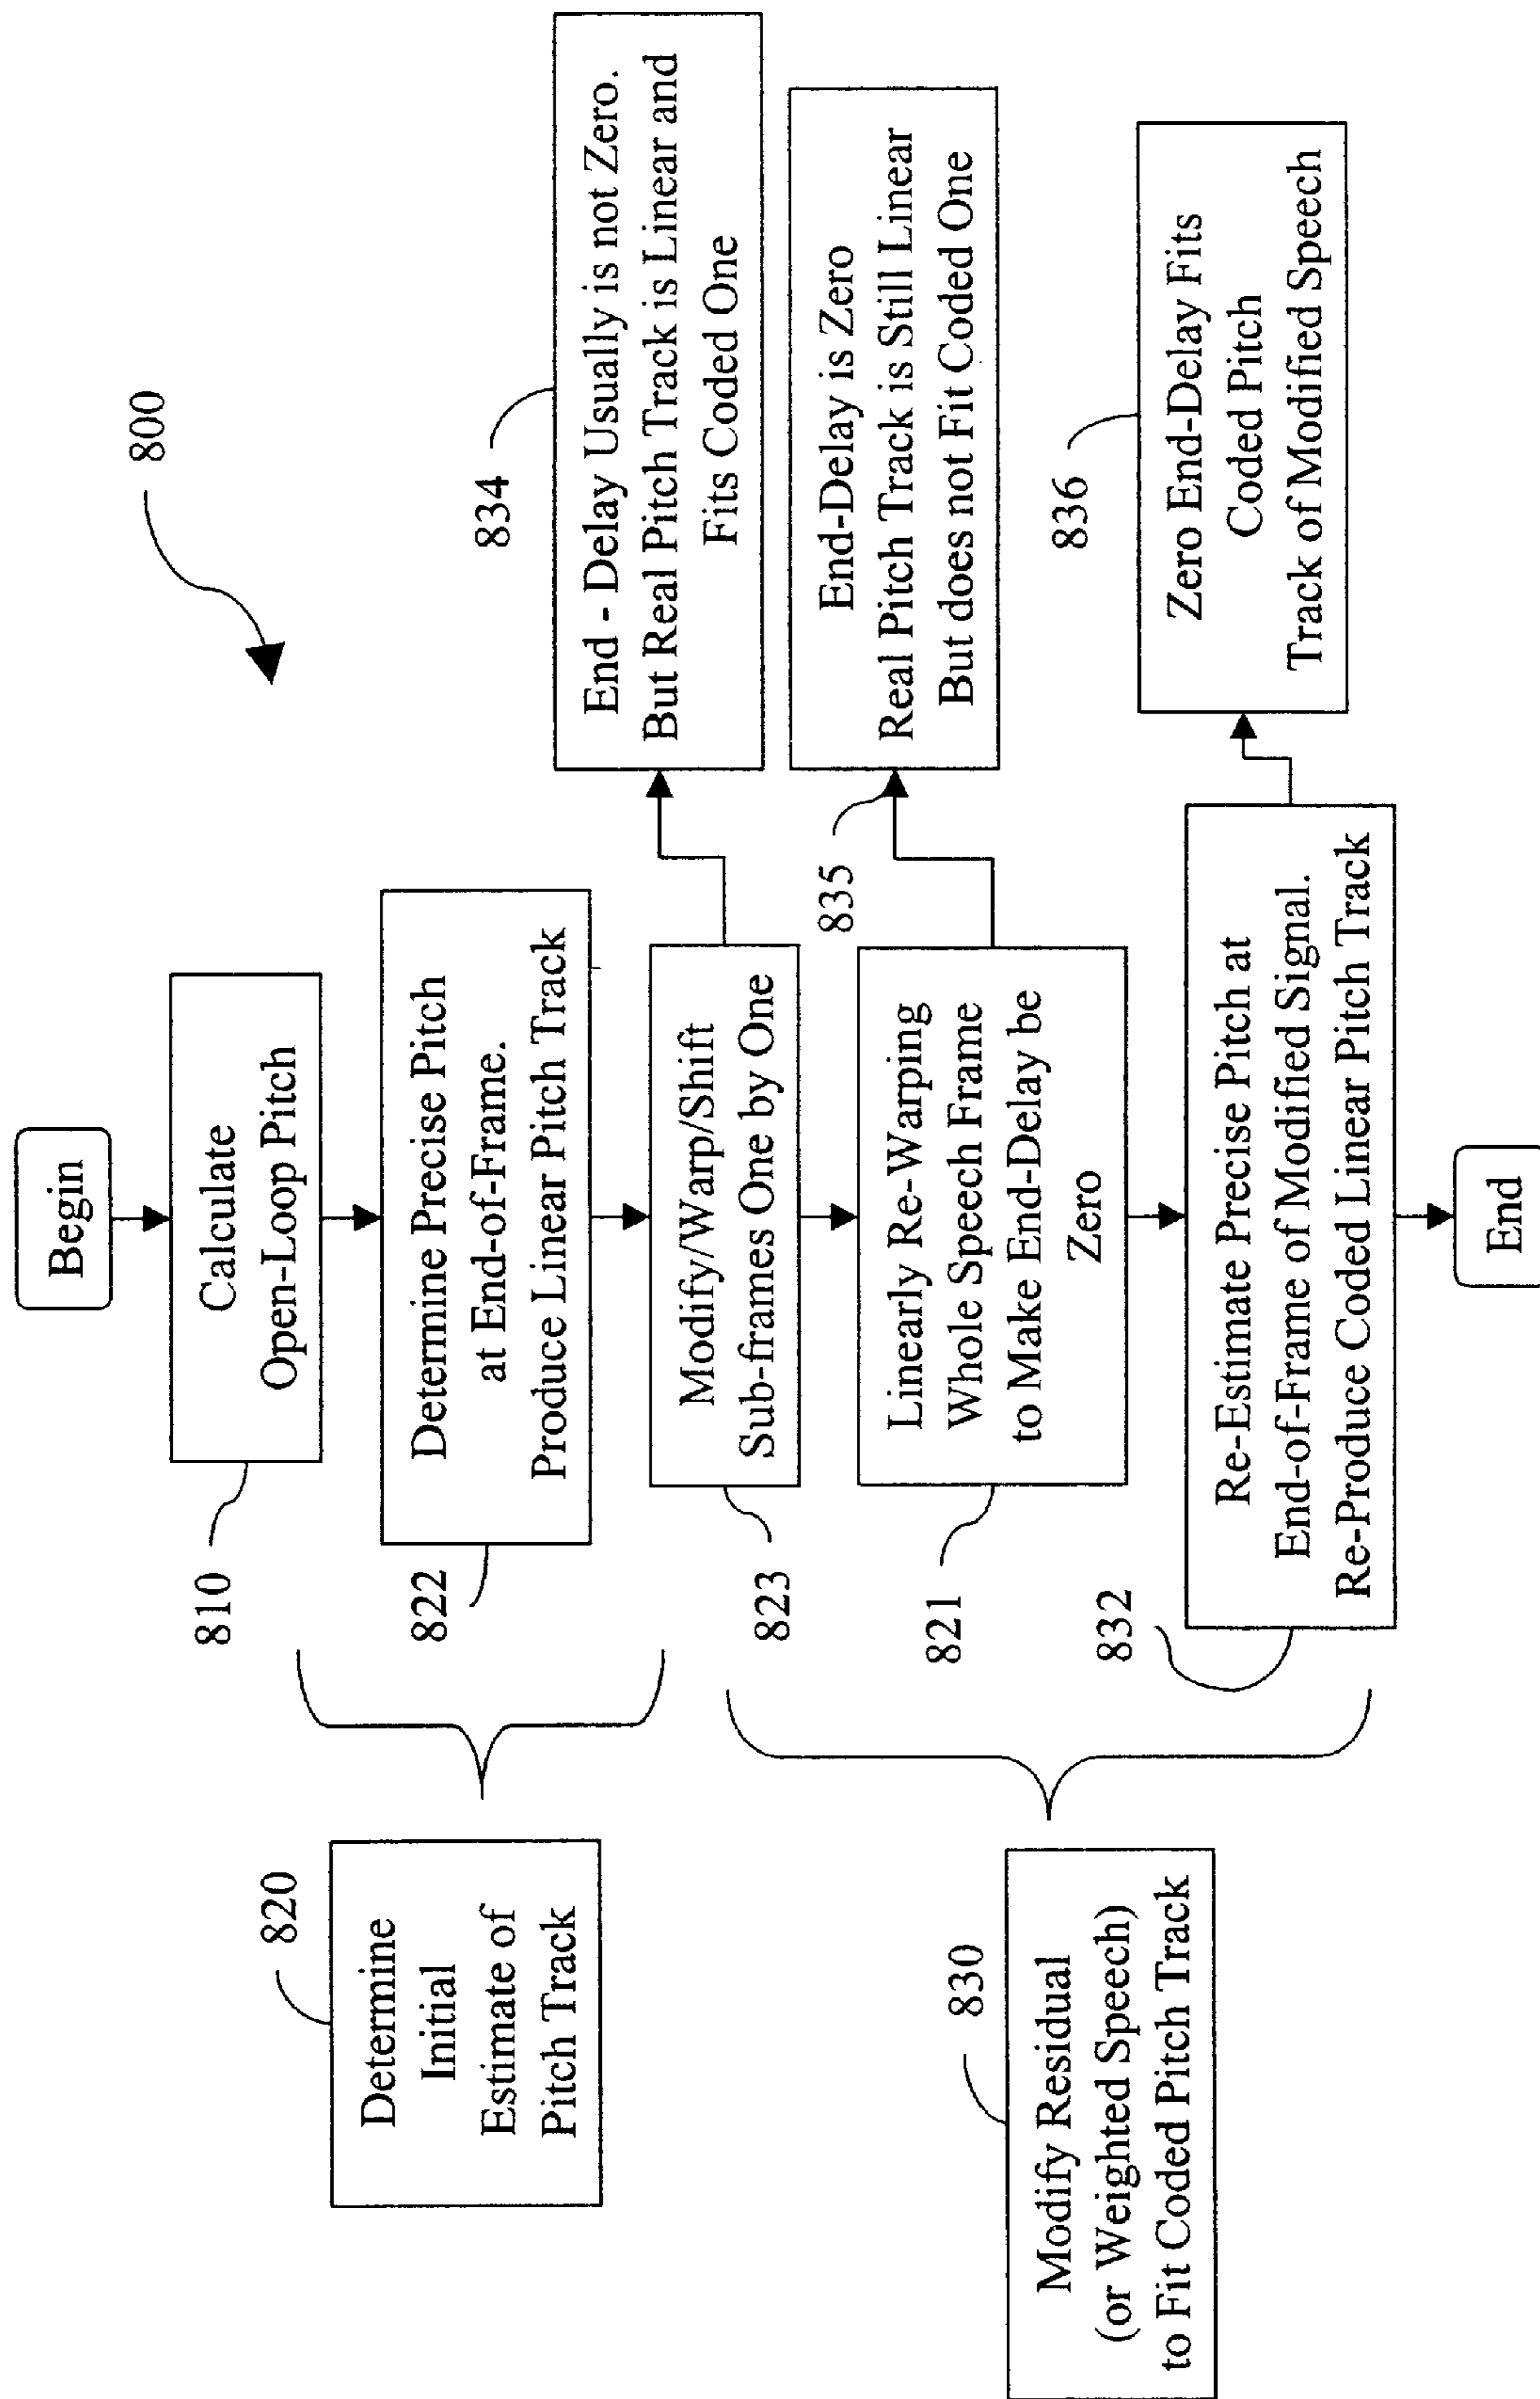 800
Begin
810
Calculate
Open-Loop Pitch
820
Determine
Initial
Estimate of
Pitch Track
822
Determine Precise Pitch
at End-of-Frame.
Produce Linear Pitch Track
823
Modify/Warp/Shift
Sub-frames One by One
834
End - Delay Usually is not Zero.
But Real Pitch Track is Linear and
Fits Coded One
830
Modify Residual
(or Weighted Speech)
to Fit Coded Pitch Track
821
Linearly Re-Warping
Whole Speech Frame
to Make End-Delay be
Zero
835
End-Delay is Zero
Real Pitch Track is Still Linear
But does not Fit Coded One
832
Re-Estimate Precise Pitch at
End-of-Frame of Modified Signal.
Re-Produce Coded Linear Pitch Track
836
Zero End-Delay Fits
Coded Pitch
Track of Modified Speech
End